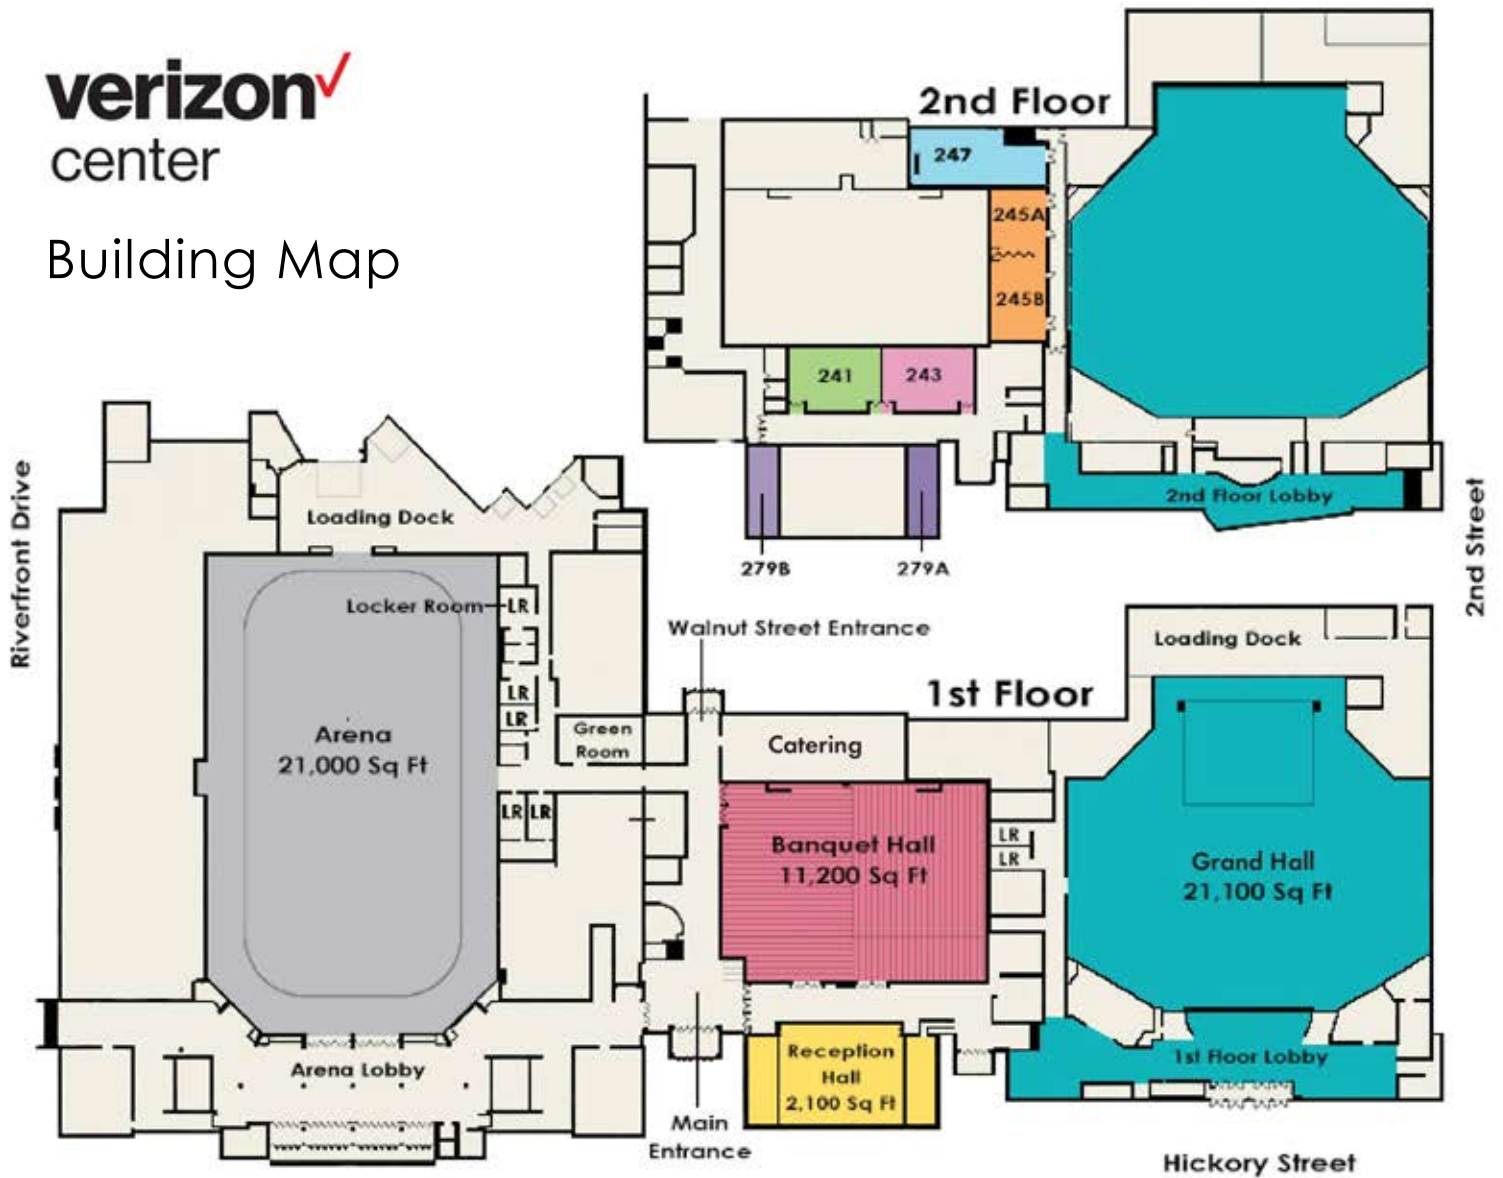 verizon
center
Building Map
2nd Floor
247
245A
245B
241
243
2nd Floor Lobby
279B
279A
Riverfront Drive
2nd Street
Loading Dock
Locker Room
LR
LR
LR
Arena
21,000 Sq Ft
Green
Room
LR
LR
Arena Lobby
Walnut Street Entrance
1st Floor
Loading Dock
Catering
Banquet Hall
11,200 Sq Ft
LR
LR
Grand Hall
21,100 Sq Ft
1st Floor Lobby
Reception
Hall
2,100 Sq Ft
Main
Entrance
Hickory Street